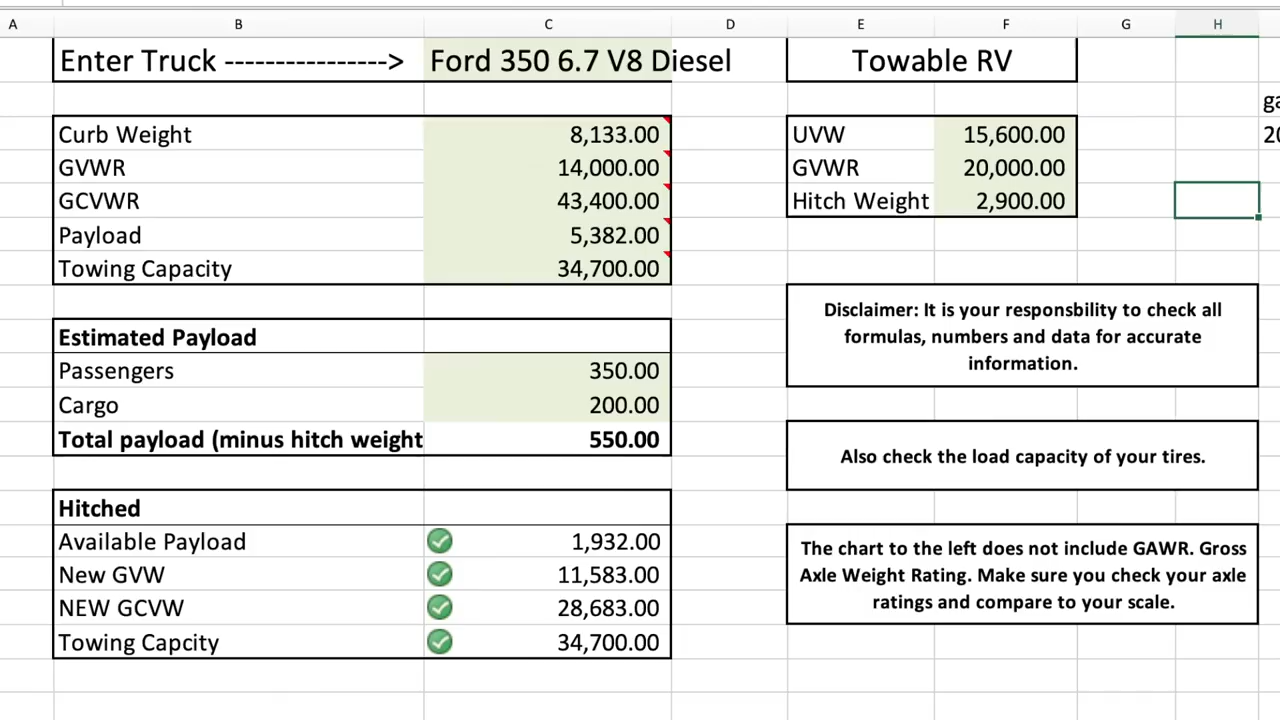 A B C D E F G H
Enter Truck ----------------> Ford 350 6.7 V8 Diesel
Towable RV
ga
Curb Weight 8,133.00
UVW 15,600.00
20
GVWR 14,000.00
GVWR 20,000.00
GCVWR 43,400.00
Hitch Weight 2,900.00
Payload 5,382.00
Towing Capacity 34,700.00
Disclaimer: It is your responsbility to check all
formulas, numbers and data for accurate
information.
Estimated Payload
Passengers 350.00
Cargo 200.00
Total payload (minus hitch weight 550.00
Also check the load capacity of your tires.
Hitched
Available Payload 1,932.00
New GVW 11,583.00
NEW GCVW 28,683.00
Towing Capcity 34,700.00
The chart to the left does not include GAWR. Gross
Axle Weight Rating. Make sure you check your axle
ratings and compare to your scale.